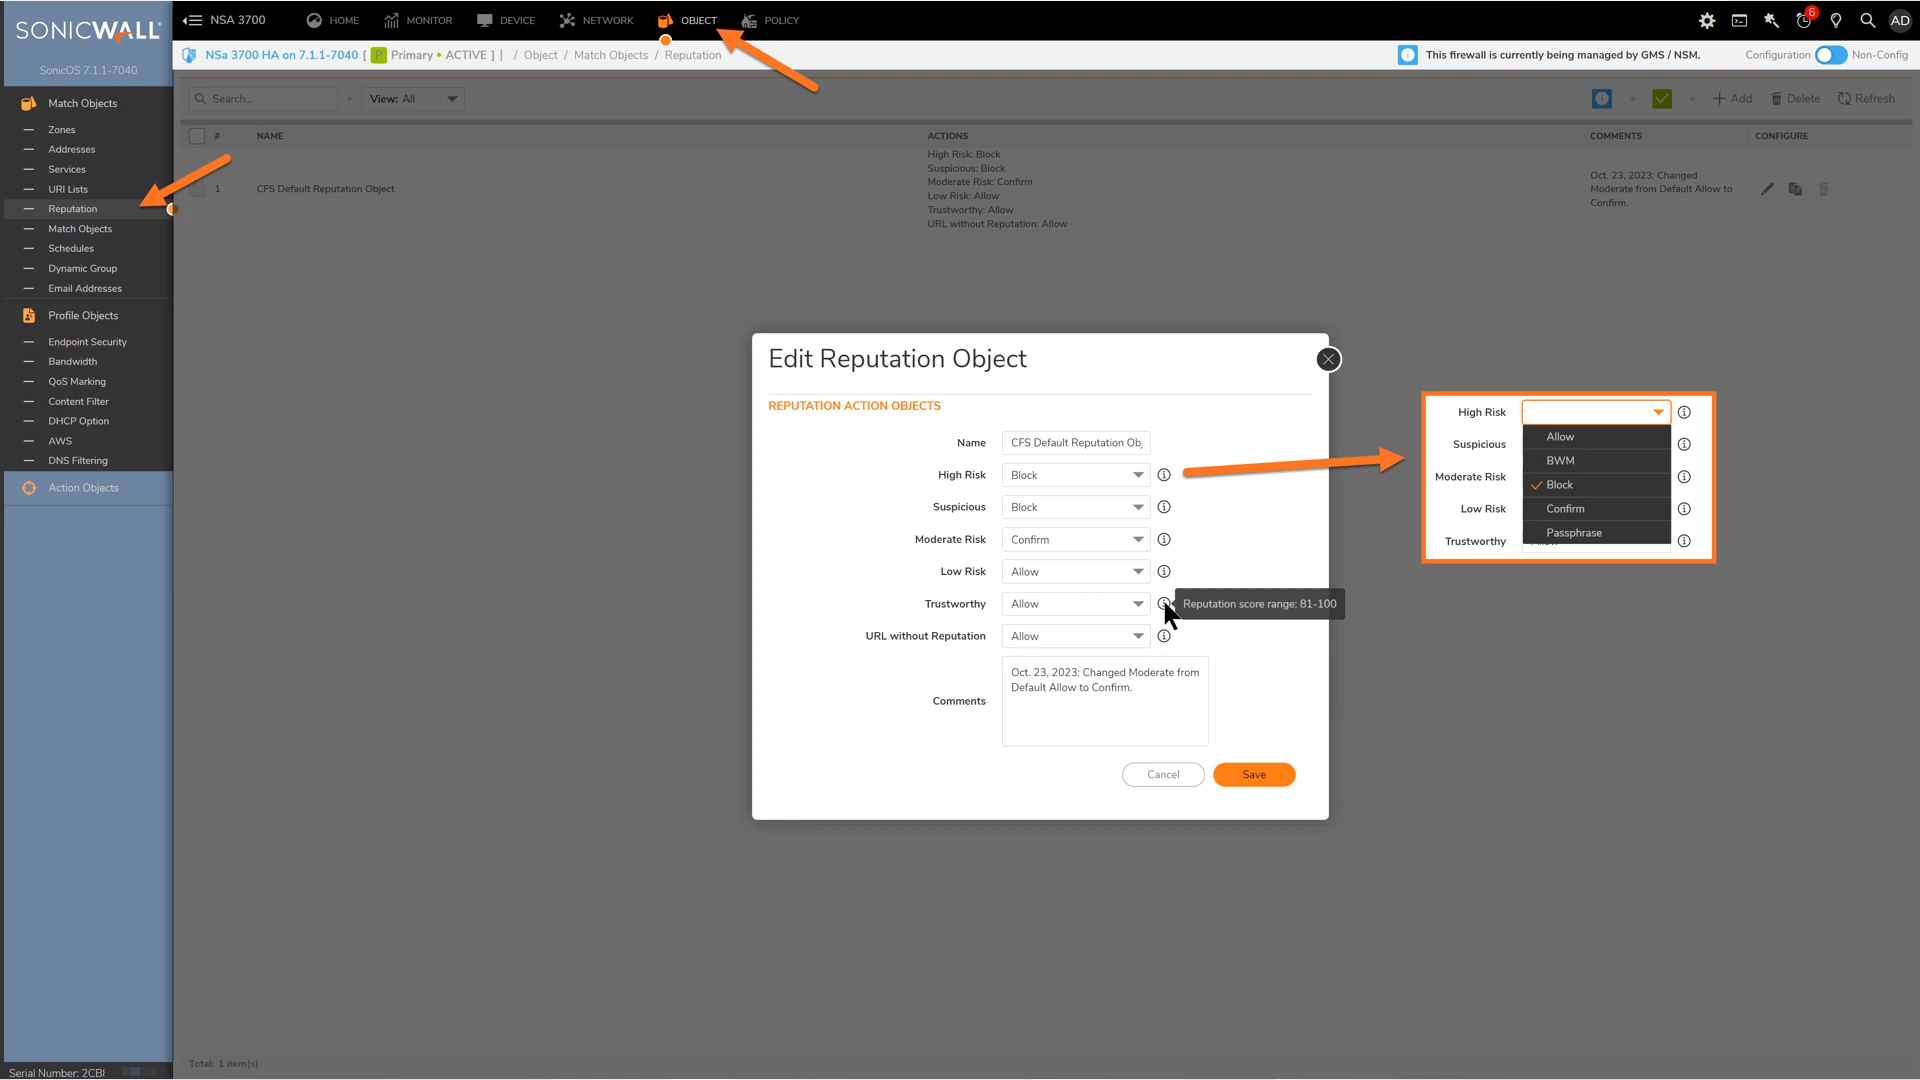 SONICWALL
SonicOS 7.1.1-7040
NSA 3700
HOME
MONITOR
DEVICE
NETWORK
OBJECT
POLICY
6
AD
NSa 3700 HA on 7.1.1-7040 [ P Primary • ACTIVE ] | / Object / Match Objects / Reputation
This firewall is currently being managed by GMS / NSM.
Configuration
Non-Config
Match Objects
Zones
Addresses
Services
URI Lists
Reputation
Match Objects
Schedules
Dynamic Group
Email Addresses
Profile Objects
Endpoint Security
Bandwidth
QoS Marking
Content Filter
DHCP Option
AWS
DNS Filtering
Action Objects
Search...
View: All
Add
Delete
Refresh
#
NAME
ACTIONS
COMMENTS
CONFIGURE
1
CFS Default Reputation Object
High Risk: Block
Suspicious: Block
Moderate Risk: Confirm
Low Risk: Allow
Trustworthy: Allow
URL without Reputation: Allow
Oct. 23, 2023: Changed
Moderate from Default Allow to
Confirm.
Edit Reputation Object
REPUTATION ACTION OBJECTS
Name
CFS Default Reputation Obj
High Risk
Block
Suspicious
Block
Moderate Risk
Confirm
Low Risk
Allow
Trustworthy
Allow
Reputation score range: 81-100
URL without Reputation
Allow
Comments
Oct. 23, 2023: Changed Moderate from
Default Allow to Confirm.
Cancel
Save
High Risk
Suspicious
Moderate Risk
Low Risk
Trustworthy
Allow
BWM
Block
Confirm
Passphrase
Total: 1 item(s)
Serial Number: 2CB8